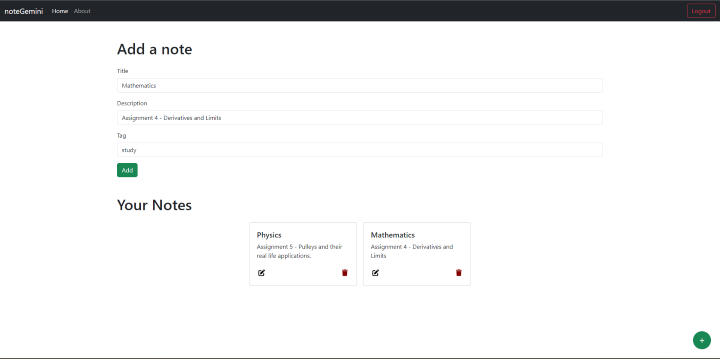 noteGemini Home About Logout
Add a note
Title
Mathematics
Description
Assignment 4 - Derivatives and Limits
Tag
study
Add
Your Notes
Physics
Assignment 5 - Pulleys and their
real life applications.
Mathematics
Assignment 4 - Derivatives and
Limits
+